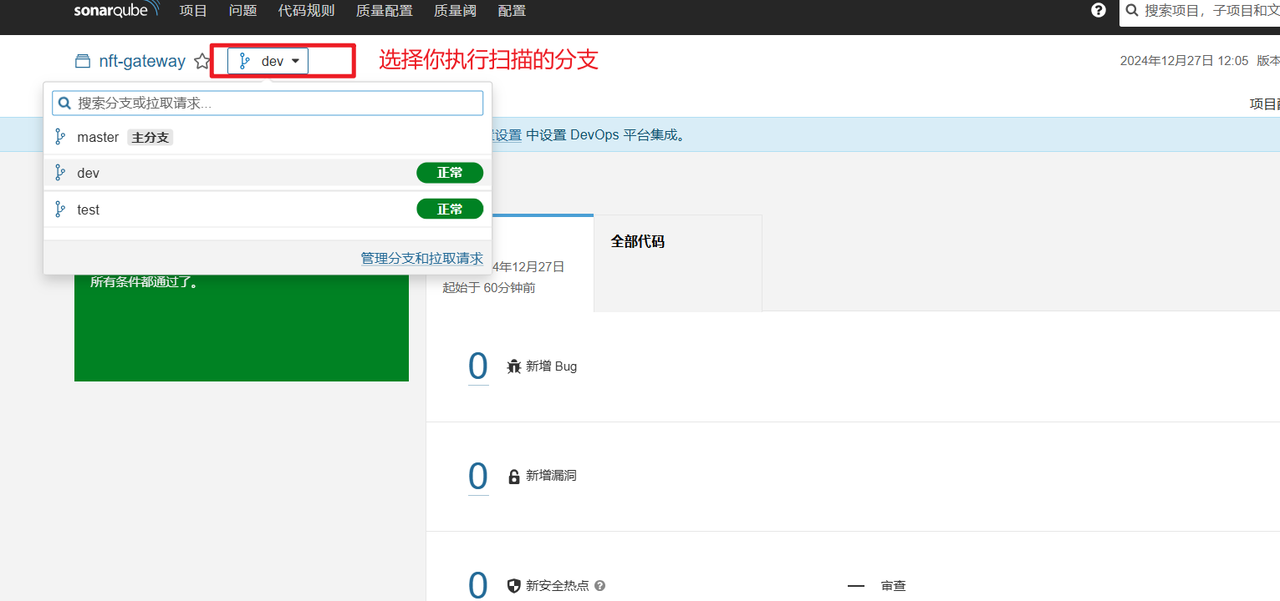 sonarqube 项目 问题 代码规则 质量配置 质量阈 配置 搜索项目，子项目和文
nft-gateway dev 选择你执行扫描的分支 2024年12月27日 12:05 版本
搜索分支或拉取请求...
项目
master 主分支
设置 中设置 DevOps 平台集成。
dev 正常
test 正常
全部代码
管理分支和拉取请求
4年12月27日
所有条件都通过了。
起始于 60分钟前
0 新增 Bug
0 新增漏洞
0 新安全热点 — 审查